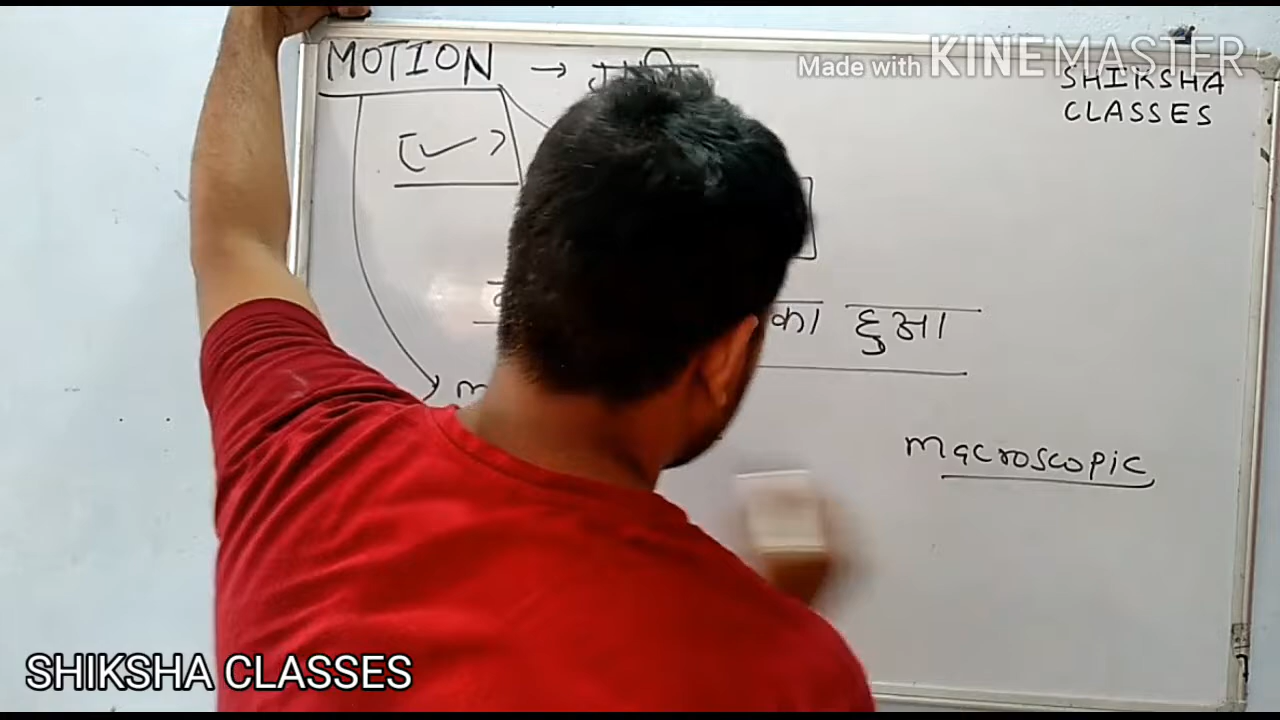 MOTION →
Made with KINEMASTER
SHIKSHA
CLASSES
का हुआ
macroscopic
SHIKSHA CLASSES